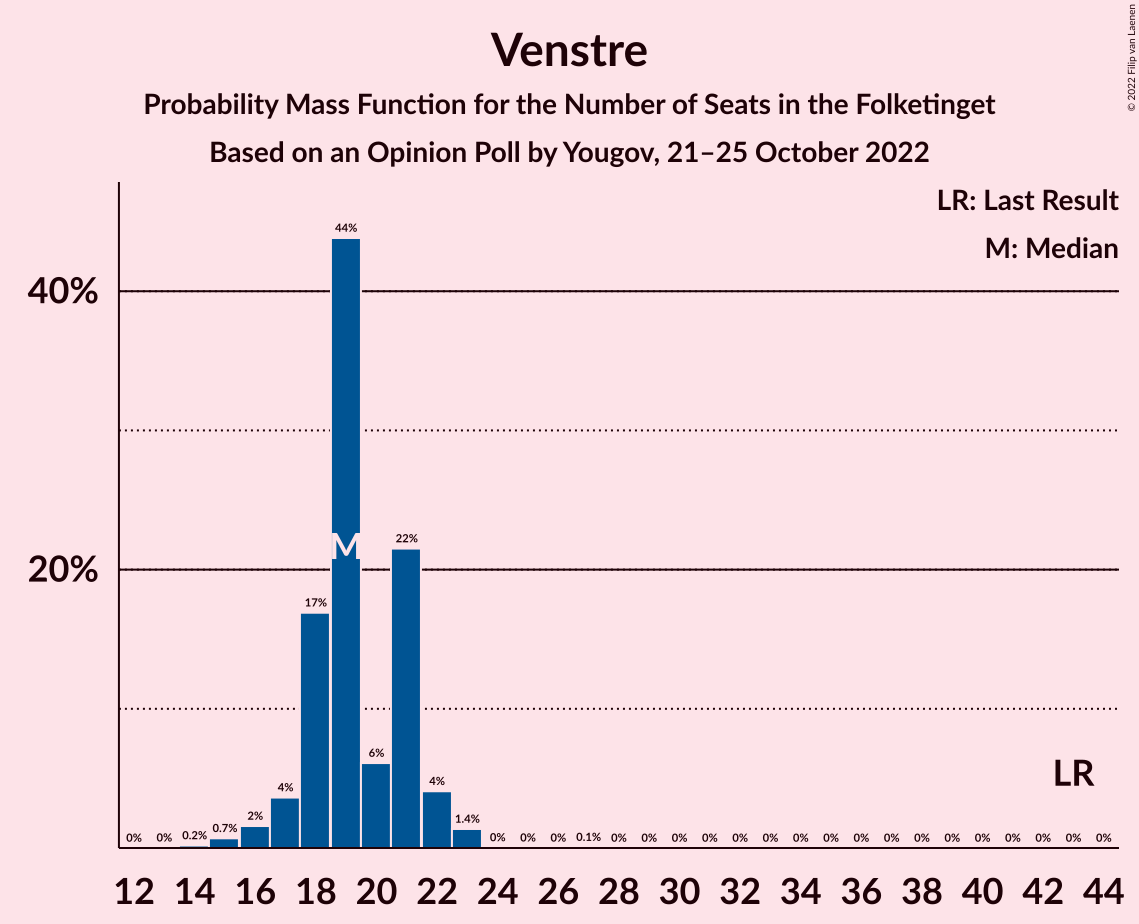 © 2022 Filip van Laenen
Venstre
Probability Mass Function for the Number of Seats in the Folketinget
Based on an Opinion Poll by Yougov, 21–25 October 2022
LR: Last Result
M: Median
40%
20%
44%
M
22%
17%
6%
4%
4%
2%
1.4%
0.7%
0.2%
0% 0% 0% 0% 0% 0.1% 0% 0% 0% 0% 0% 0% 0% 0% 0% 0% 0% 0% 0% 0% 0% 0% 0%
LR
12 14 16 18 20 22 24 26 28 30 32 34 36 38 40 42 44